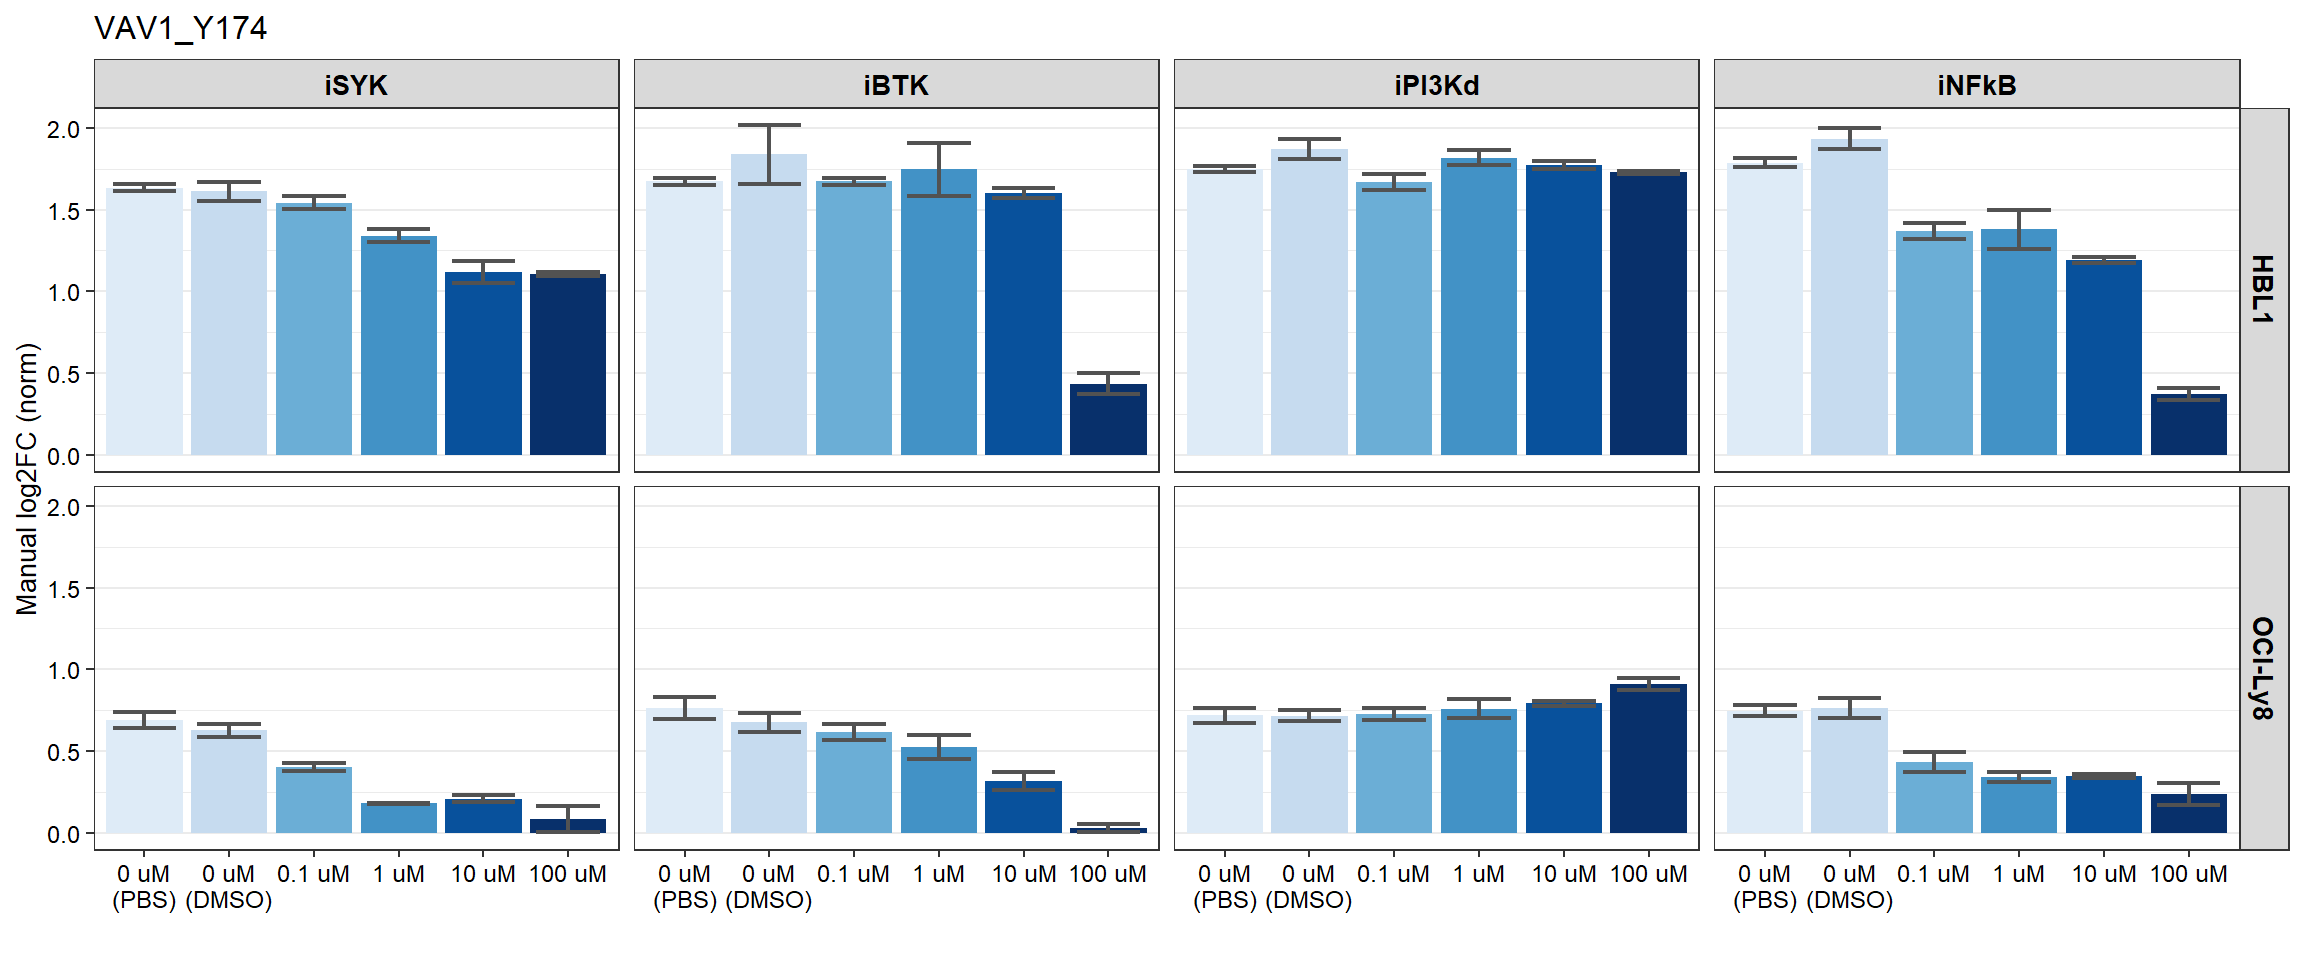 VAV1_Y174
iSYK iBTK iPI3Kd iNFkB
Manual log2FC (norm)
2.0
1.5
1.0
0.5
0.0
HBL1
2.0
1.5
1.0
0.5
0.0
OCI-Ly8
0 uM 0 uM 0.1 uM 1 uM 10 uM 100 uM 0 uM 0 uM 0.1 uM 1 uM 10 uM 100 uM 0 uM 0 uM 0.1 uM 1 uM 10 uM 100 uM 0 uM 0 uM 0.1 uM 1 uM 10 uM 100 uM
(PBS) (DMSO) (PBS) (DMSO) (PBS) (DMSO) (PBS) (DMSO)